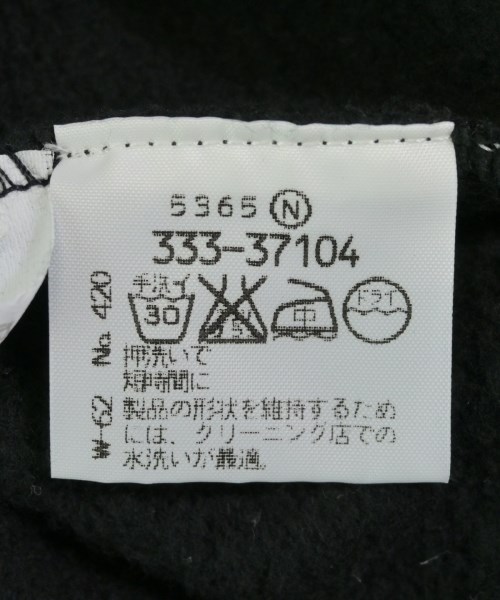 5365 Ⓝ
333-37104
手洗イ
30
中
ドライ
押洗いで
短時間に
製品の形状を維持するため
には、クリーニング店での
水洗いが最適。
W-62 No. 420